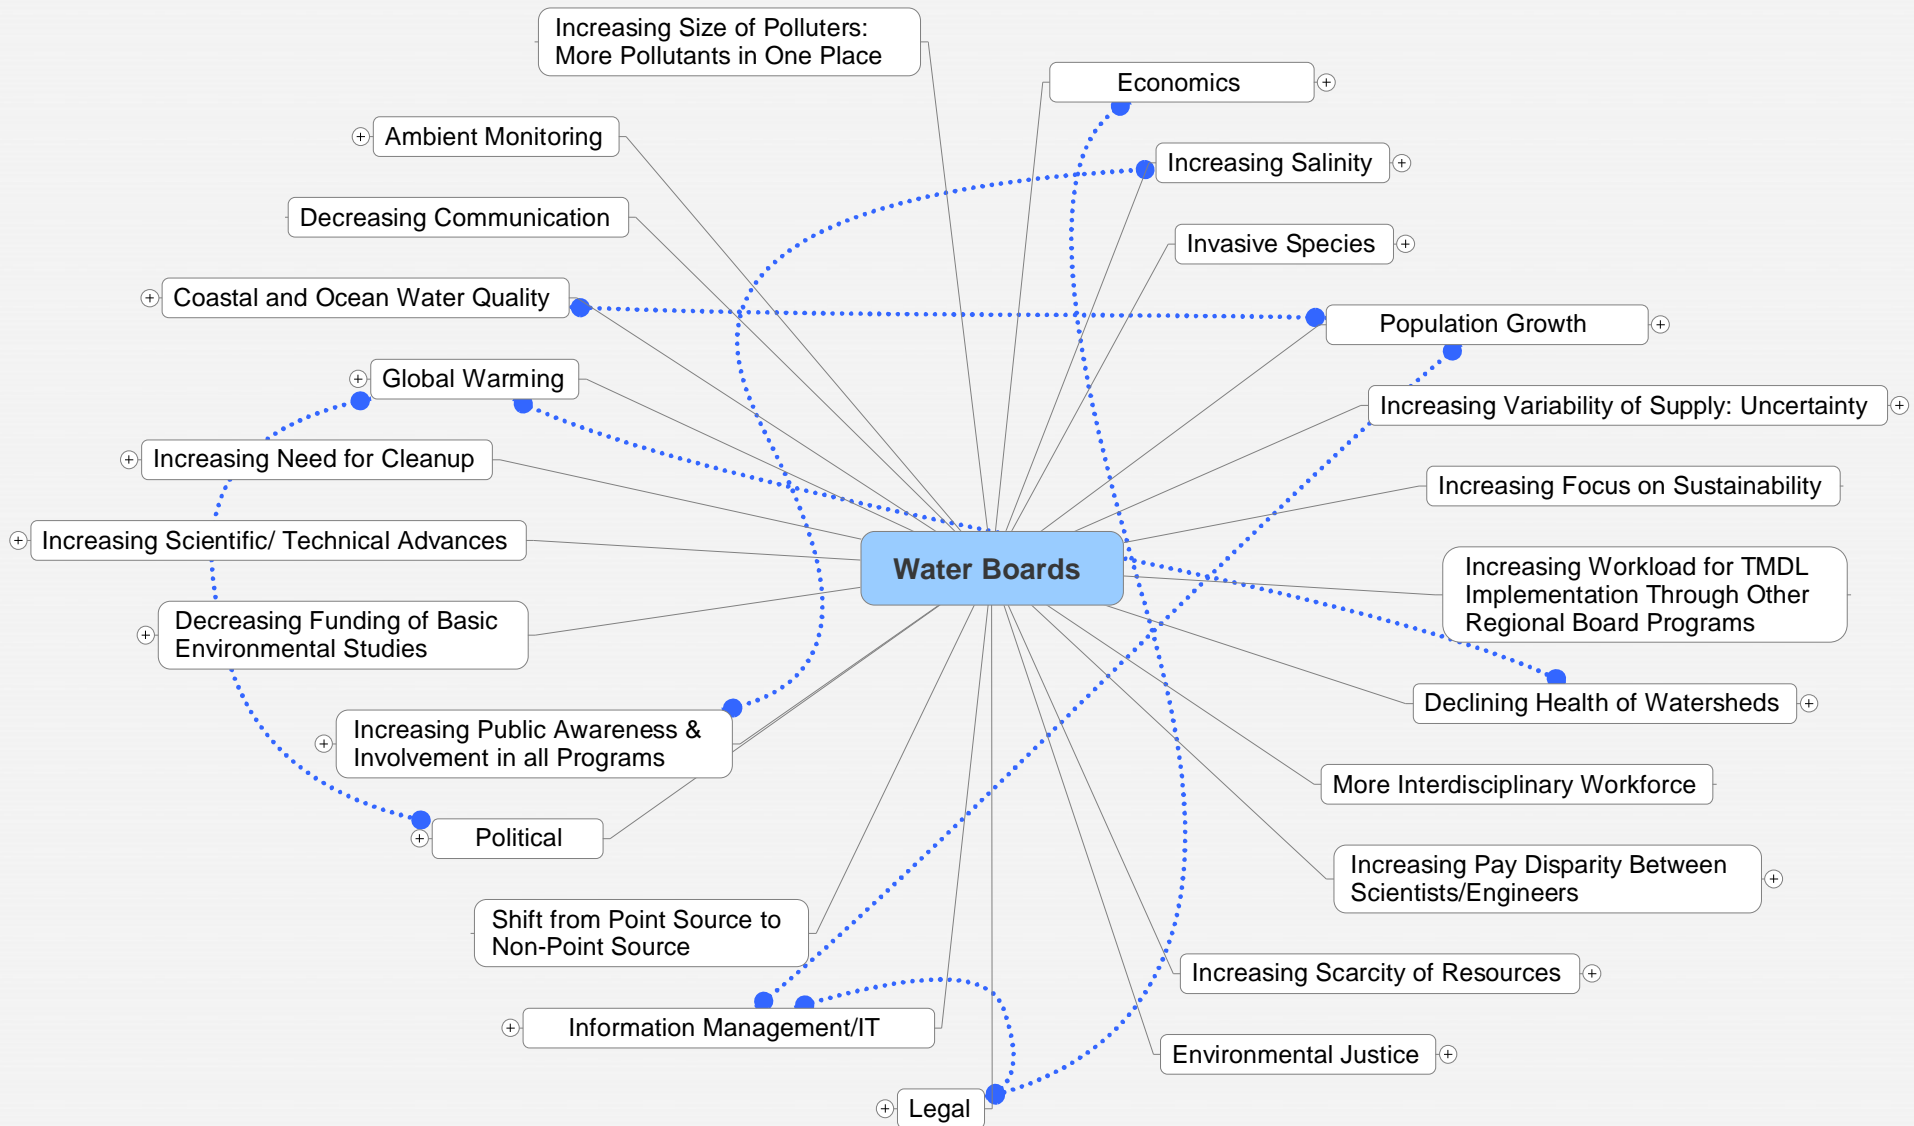 Increasing Size of Polluters:
More Pollutants in One Place
Economics
Ambient Monitoring
Increasing Salinity
Decreasing Communication
Invasive Species
Coastal and Ocean Water Quality
Population Growth
Global Warming
Increasing Variability of Supply: Uncertainty
Increasing Need for Cleanup
Increasing Focus on Sustainability
Increasing Scientific/ Technical Advances
Water Boards
Increasing Workload for TMDL
Implementation Through Other
Regional Board Programs
Decreasing Funding of Basic
Environmental Studies
Declining Health of Watersheds
Increasing Public Awareness &
Involvement in all Programs
More Interdisciplinary Workforce
Political
Increasing Pay Disparity Between
Scientists/Engineers
Shift from Point Source to
Non-Point Source
Increasing Scarcity of Resources
Information Management/IT
Environmental Justice
Legal